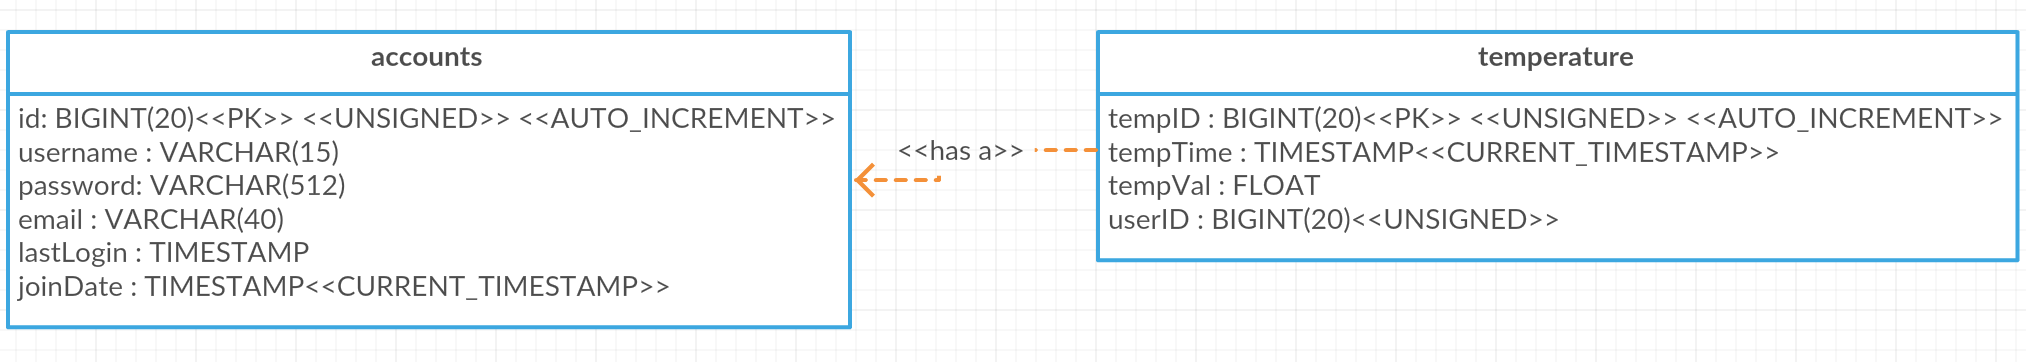 accounts
id: BIGINT(20)<<PK>> <<UNSIGNED>> <<AUTO_INCREMENT>>
username : VARCHAR(15)
password: VARCHAR(512)
email : VARCHAR(40)
lastLogin : TIMESTAMP
joinDate : TIMESTAMP<<CURRENT_TIMESTAMP>>
<<has a>>
temperature
tempID : BIGINT(20)<<PK>> <<UNSIGNED>> <<AUTO_INCREMENT>>
tempTime : TIMESTAMP<<CURRENT_TIMESTAMP>>
tempVal : FLOAT
userID : BIGINT(20)<<UNSIGNED>>